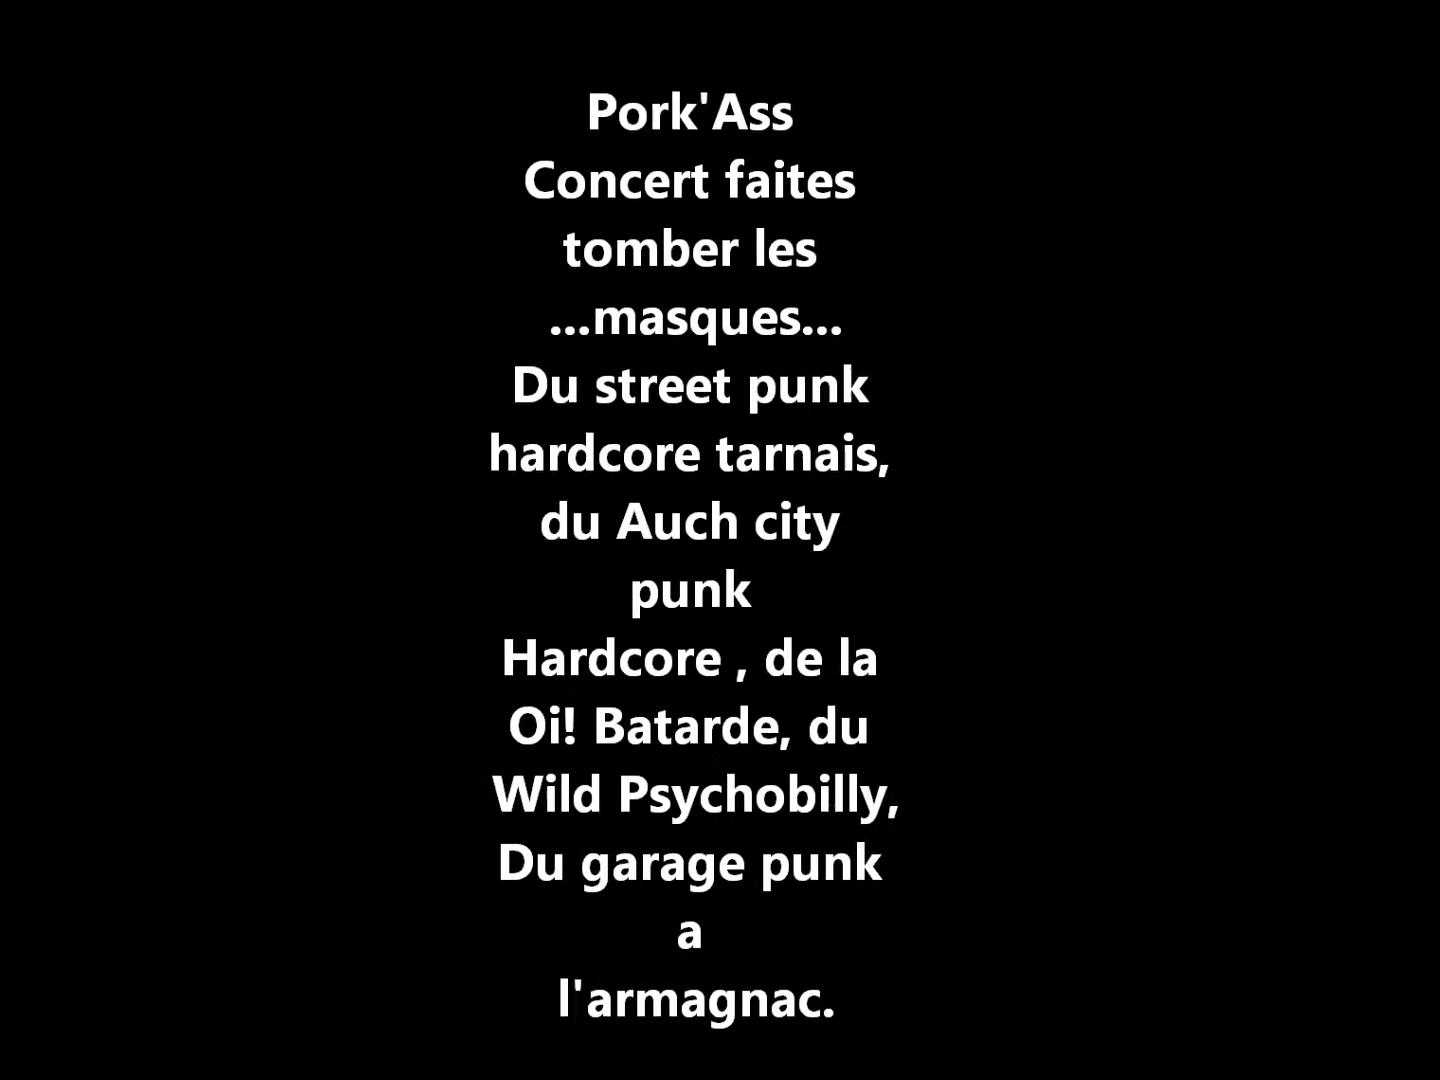 Pork'Ass
Concert faites
tomber les
...masques...
Du street punk
hardcore tarnais,
du Auch city
punk
Hardcore , de la
Oi! Batarde, du
Wild Psychobilly,
Du garage punk
a
l'armagnac.